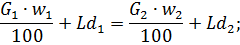 G₁ · w₁/100 + Ld₁ = G₂ · w₂/100 + Ld₂;